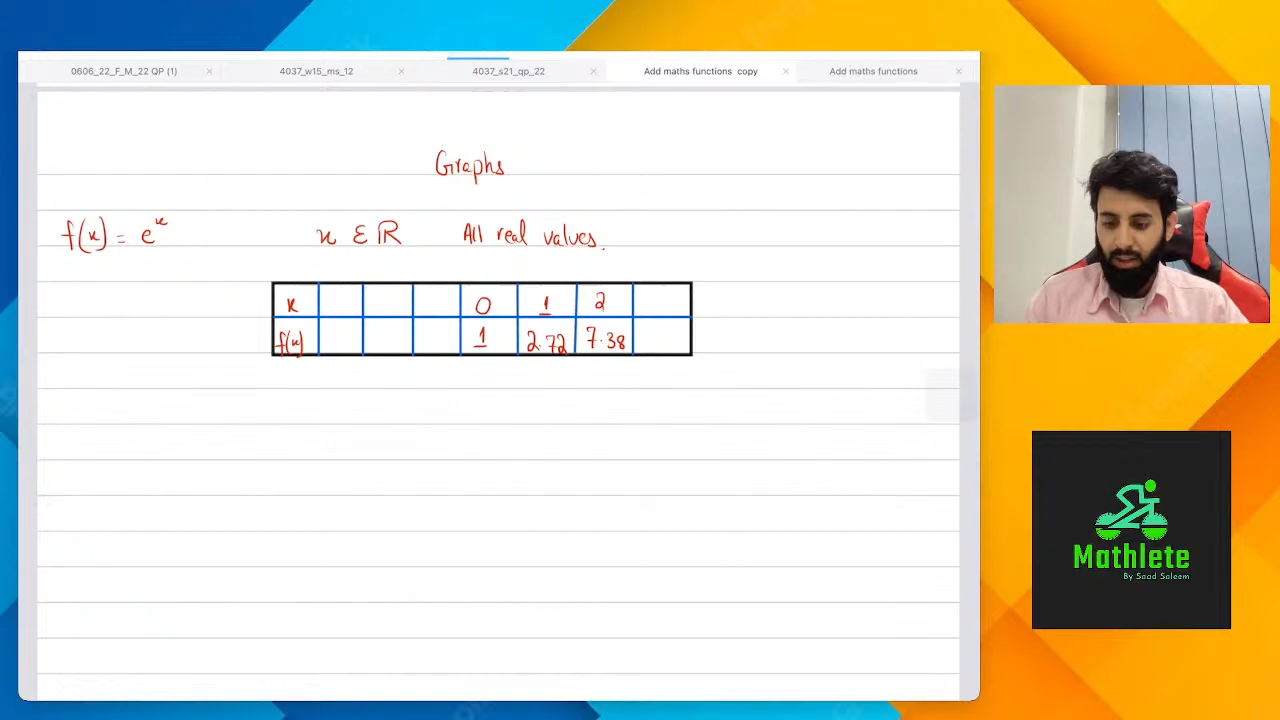 0606_22_F_M_22 QP (1)
4037_w15_ms_12
4037_s21_qp_22
Add maths functions copy
Add maths functions
Graphs
f(x) = e^x x ε ℝ All real values.
x 0 1 2
f(x) 1 2.72 7.38
Mathlete
By Saad Saleem